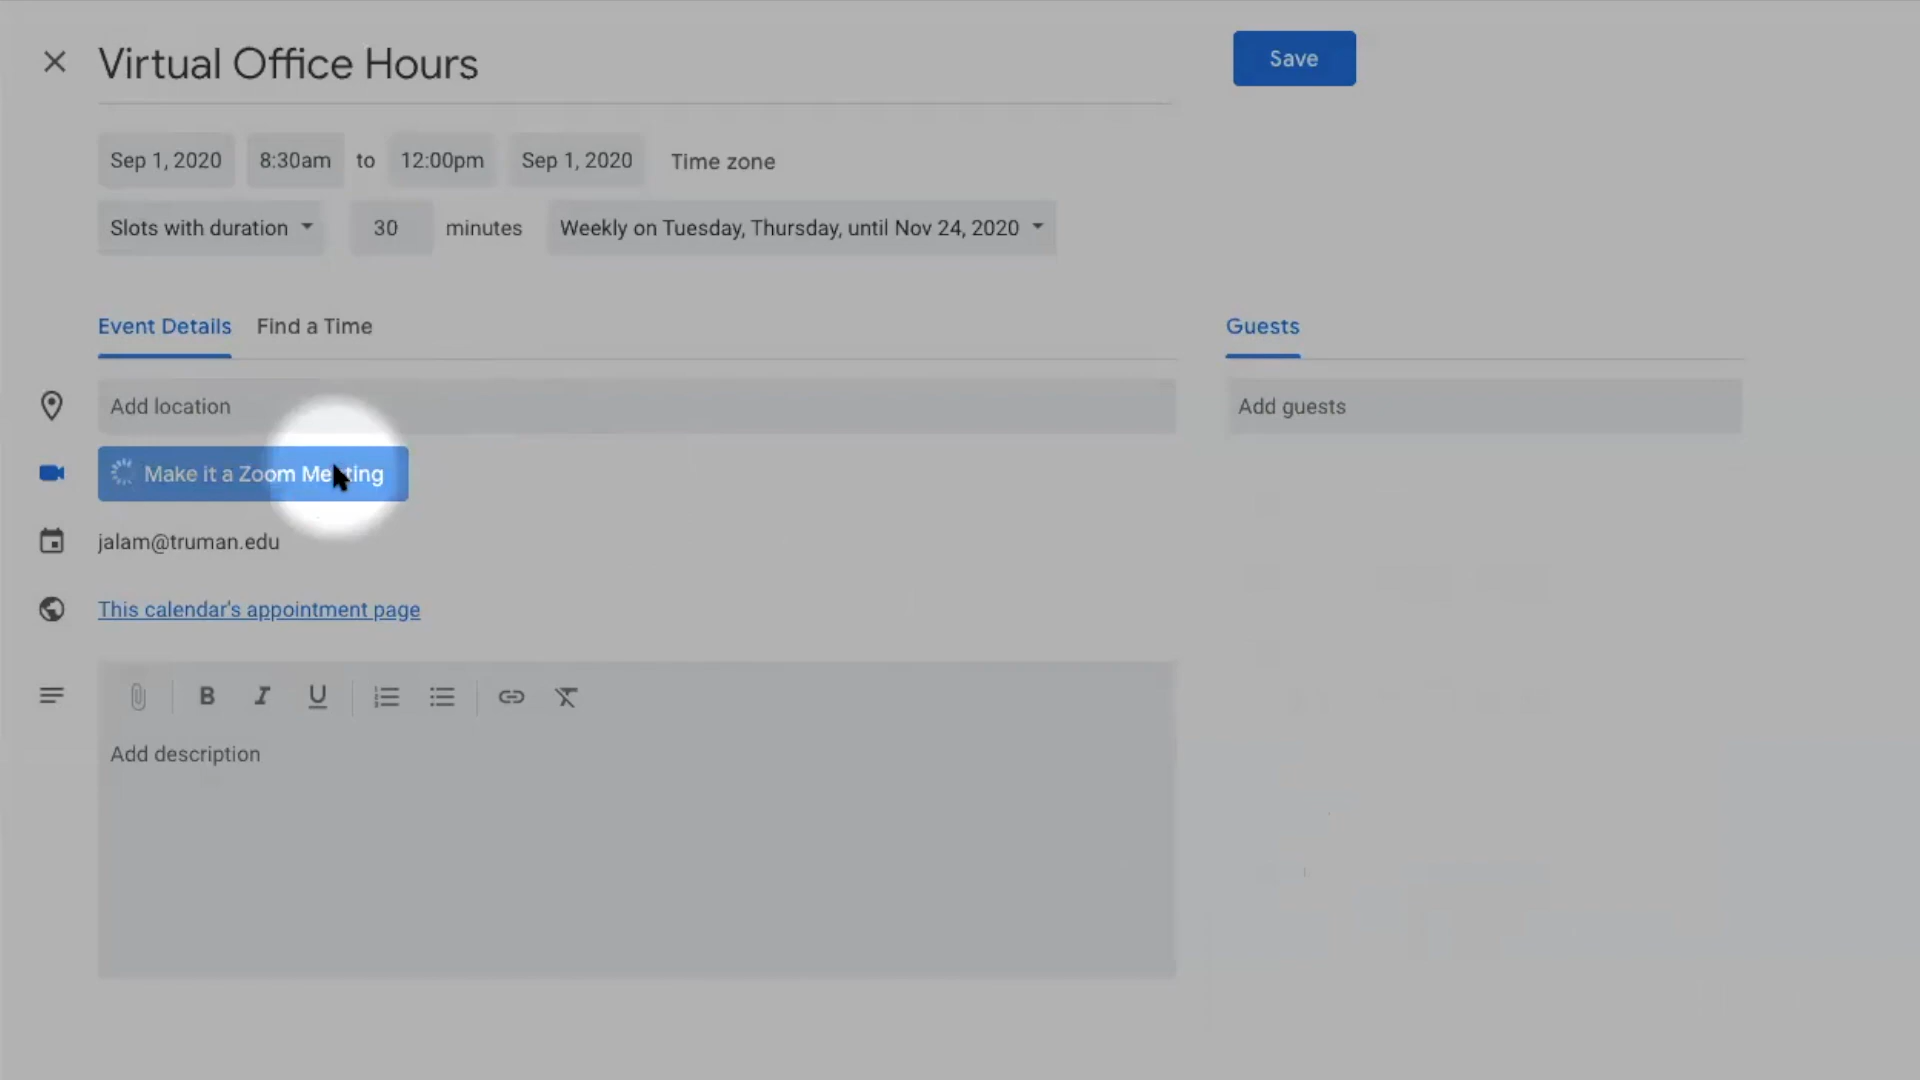 Virtual Office Hours
Save
Sep 1, 2020 8:30am to 12:00pm Sep 1, 2020 Time zone
Slots with duration 30 minutes Weekly on Tuesday, Thursday, until Nov 24, 2020
Event Details Find a Time
Guests
Add location
Add guests
Make it a Zoom Meeting
jalam@truman.edu
This calendar's appointment page
B I U
Add description